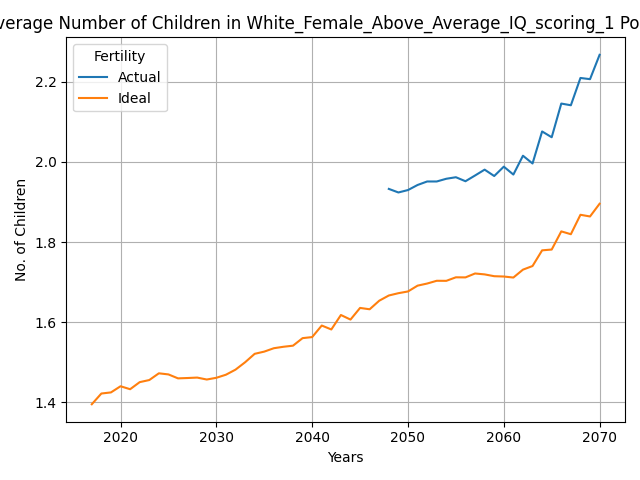 verage Number of Children in White_Female_Above_Average_IQ_scoring_1 Po
Fertility
Actual
Ideal
No. of Children
2.2
2.0
1.8
1.6
1.4
2020 2030 2040 2050 2060 2070
Years